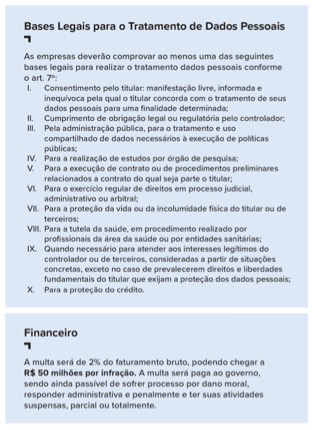 Bases Legais para o Tratamento de Dados Pessoais
As empresas deverão comprovar ao menos uma das seguintes
bases legais para realizar o tratamento dados pessoais conforme
o art. 7º:
I. Consentimento pelo titular: manifestação livre, informada e
inequívoca pela qual o titular concorda com o tratamento de seus
dados pessoais para uma finalidade determinada;
II. Cumprimento de obrigação legal ou regulatória pelo controlador;
III. Pela administração pública, para o tratamento e uso
compartilhado de dados necessários à execução de políticas
públicas;
IV. Para a realização de estudos por órgão de pesquisa;
V. Para a execução de contrato ou de procedimentos preliminares
relacionados a contrato do qual seja parte o titular;
VI. Para o exercício regular de direitos em processo judicial,
administrativo ou arbitral;
VII. Para a proteção da vida ou da incolumidade física do titular ou de
terceiros;
VIII. Para a tutela da saúde, em procedimento realizado por
profissionais da área da saúde ou por entidades sanitárias;
IX. Quando necessário para atender aos interesses legítimos do
controlador ou de terceiros, consideradas a partir de situações
concretas, exceto no caso de prevalecerem direitos e liberdades
fundamentais do titular que exijam a proteção dos dados pessoais;
X. Para a proteção do crédito.
Financeiro
A multa será de 2% do faturamento bruto, podendo chegar a
R$ 50 milhões por infração. A multa será paga ao governo,
sendo ainda passível de sofrer processo por dano moral,
responder administrativa e penalmente e ter suas atividades
suspensas, parcial ou totalmente.